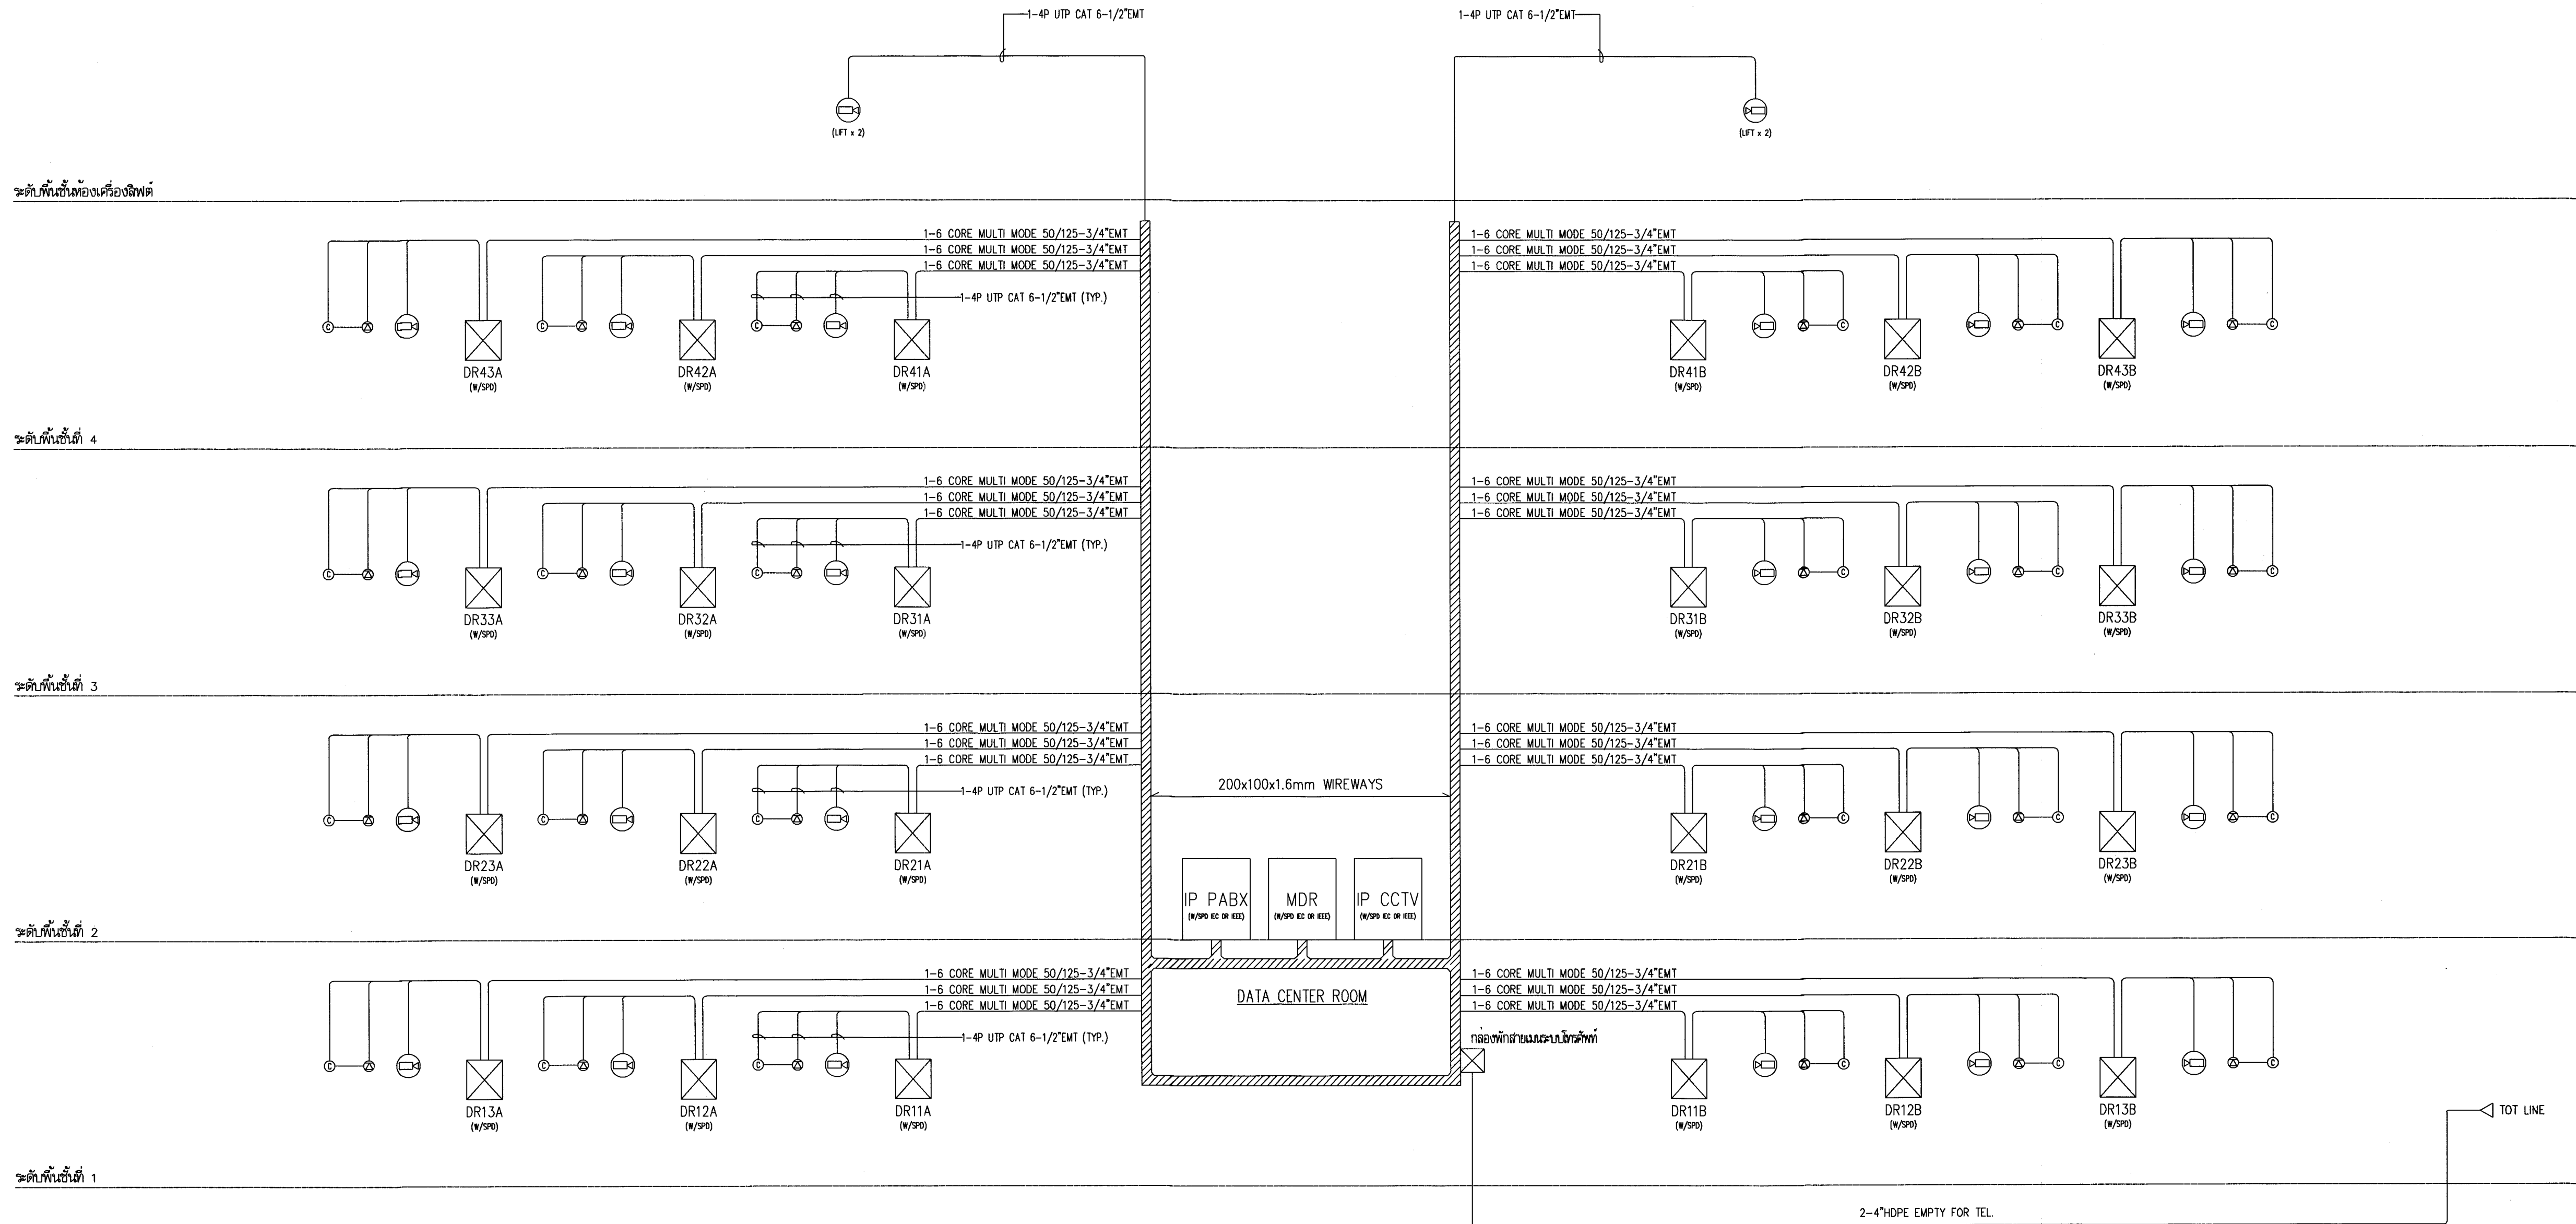 1-4P UTP CAT 6-1/2"EMT
1-4P UTP CAT 6-1/2"EMT
(LIFT x 2)
(LIFT x 2)
ระดับพื้นชั้นห้องเครื่องลิฟต์
1-6 CORE MULTI MODE 50/125-3/4"EMT
1-6 CORE MULTI MODE 50/125-3/4"EMT
1-6 CORE MULTI MODE 50/125-3/4"EMT
1-4P UTP CAT 6-1/2"EMT (TYP.)
C
C
C
DR43A
(W/SPD)
DR42A
(W/SPD)
DR41A
(W/SPD)
1-6 CORE MULTI MODE 50/125-3/4"EMT
1-6 CORE MULTI MODE 50/125-3/4"EMT
1-6 CORE MULTI MODE 50/125-3/4"EMT
C
C
C
DR41B
(W/SPD)
DR42B
(W/SPD)
DR43B
(W/SPD)
ระดับพื้นชั้นที่ 4
1-6 CORE MULTI MODE 50/125-3/4"EMT
1-6 CORE MULTI MODE 50/125-3/4"EMT
1-6 CORE MULTI MODE 50/125-3/4"EMT
1-4P UTP CAT 6-1/2"EMT (TYP.)
C
C
C
DR33A
(W/SPD)
DR32A
(W/SPD)
DR31A
(W/SPD)
1-6 CORE MULTI MODE 50/125-3/4"EMT
1-6 CORE MULTI MODE 50/125-3/4"EMT
1-6 CORE MULTI MODE 50/125-3/4"EMT
C
C
C
DR31B
(W/SPD)
DR32B
(W/SPD)
DR33B
(W/SPD)
ระดับพื้นชั้นที่ 3
1-6 CORE MULTI MODE 50/125-3/4"EMT
1-6 CORE MULTI MODE 50/125-3/4"EMT
1-6 CORE MULTI MODE 50/125-3/4"EMT
1-4P UTP CAT 6-1/2"EMT (TYP.)
C
C
C
DR23A
(W/SPD)
DR22A
(W/SPD)
DR21A
(W/SPD)
200x100x1.6mm WIREWAYS
IP PABX
(W/SPD IEC OR IEEE)
MDR
(W/SPD IEC OR IEEE)
IP CCTV
(W/SPD IEC OR IEEE)
1-6 CORE MULTI MODE 50/125-3/4"EMT
1-6 CORE MULTI MODE 50/125-3/4"EMT
1-6 CORE MULTI MODE 50/125-3/4"EMT
C
C
C
DR21B
(W/SPD)
DR22B
(W/SPD)
DR23B
(W/SPD)
ระดับพื้นชั้นที่ 2
1-6 CORE MULTI MODE 50/125-3/4"EMT
1-6 CORE MULTI MODE 50/125-3/4"EMT
1-6 CORE MULTI MODE 50/125-3/4"EMT
1-4P UTP CAT 6-1/2"EMT (TYP.)
C
C
C
DR13A
(W/SPD)
DR12A
(W/SPD)
DR11A
(W/SPD)
DATA CENTER ROOM
1-6 CORE MULTI MODE 50/125-3/4"EMT
1-6 CORE MULTI MODE 50/125-3/4"EMT
1-6 CORE MULTI MODE 50/125-3/4"EMT
กล่องพักสายเมนระบบโทรศัพท์
C
C
C
DR11B
(W/SPD)
DR12B
(W/SPD)
DR13B
(W/SPD)
TOT LINE
ระดับพื้นชั้นที่ 1
2-4"HDPE EMPTY FOR TEL.